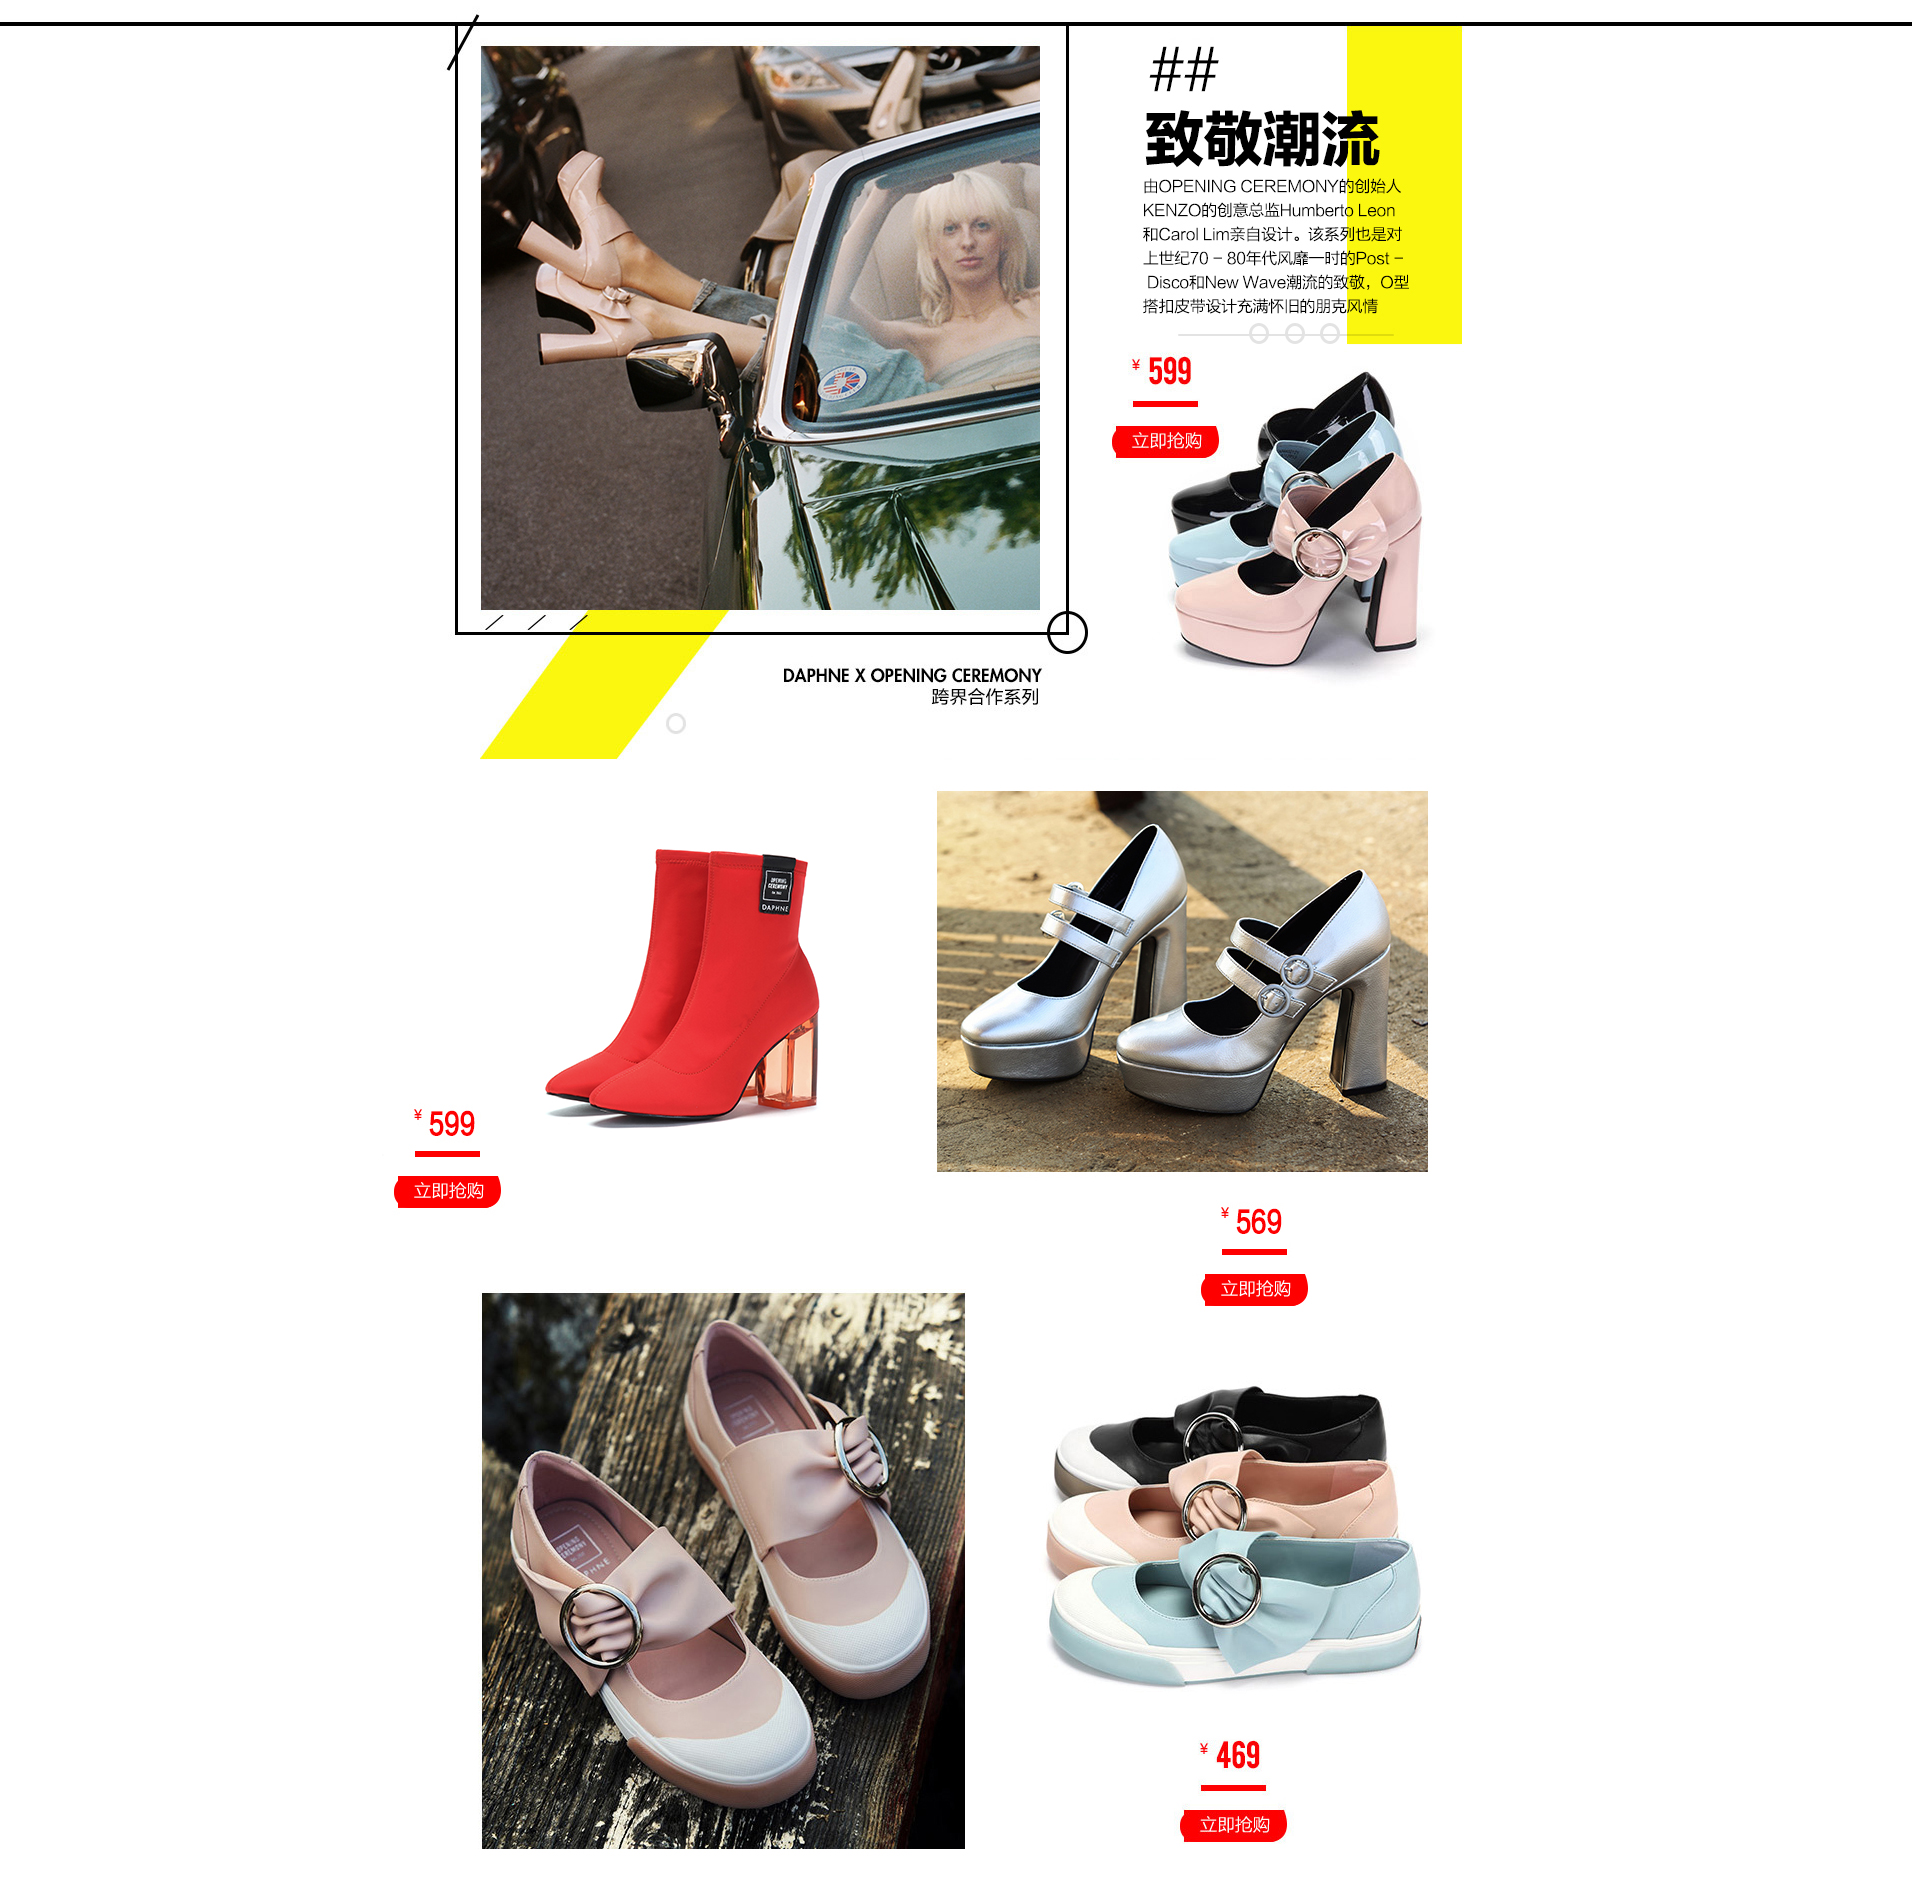 ##
致敬潮流
由OPENING CEREMONY的创始人
KENZO的创意总监Humberto Leon
和Carol Lim亲自设计。该系列也是对
上世纪70 – 80年代风靡一时的Post –
Disco和New Wave潮流的致敬，O型
搭扣皮带设计充满怀旧的朋克风情
¥ 599
立即抢购
DAPHNE X OPENING CEREMONY
跨界合作系列
OPENING
CEREMONY
DAPHNE
¥ 599
立即抢购
¥ 569
立即抢购
OPENING
CEREMONY
DAPHNE
¥ 469
立即抢购